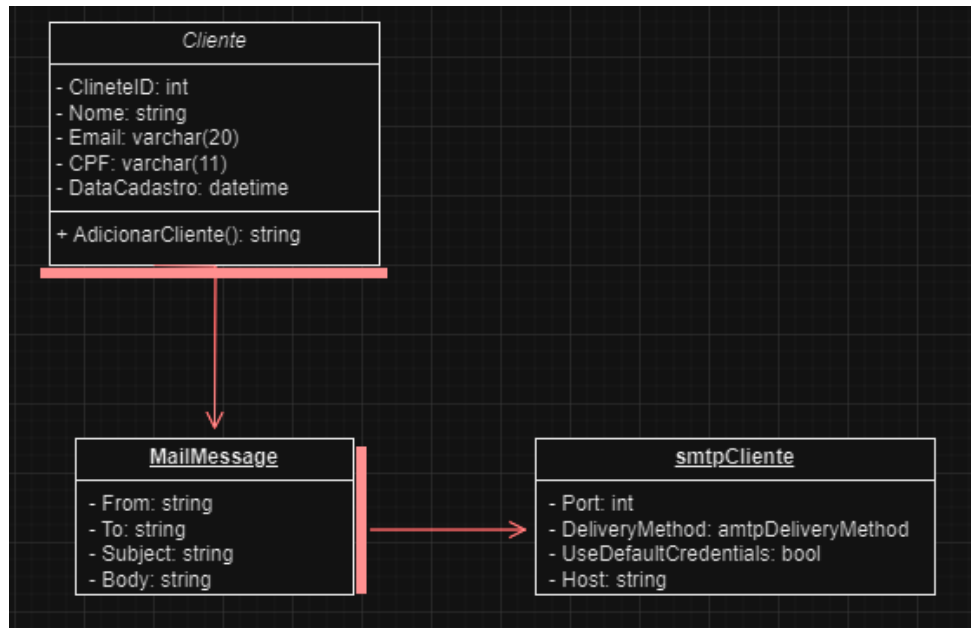 Cliente
- ClineteID: int
- Nome: string
- Email: varchar(20)
- CPF: varchar(11)
- DataCadastro: datetime
+ AdicionarCliente(): string
MailMessage
- From: string
- To: string
- Subject: string
- Body: string
smtpCliente
- Port: int
- DeliveryMethod: amtpDeliveryMethod
- UseDefaultCredentials: bool
- Host: string